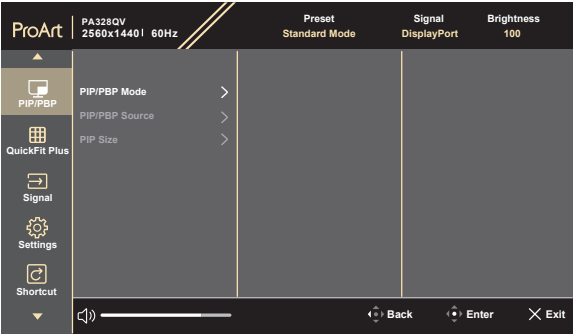 ProArt
PA328QV
2560x1440 60Hz
Preset
Standard Mode
Signal
DisplayPort
Brightness
100
PIP/PBP
QuickFit Plus
Signal
Settings
Shortcut
PIP/PBP Mode
PIP/PBP Source
PIP Size
Back
Enter
Exit